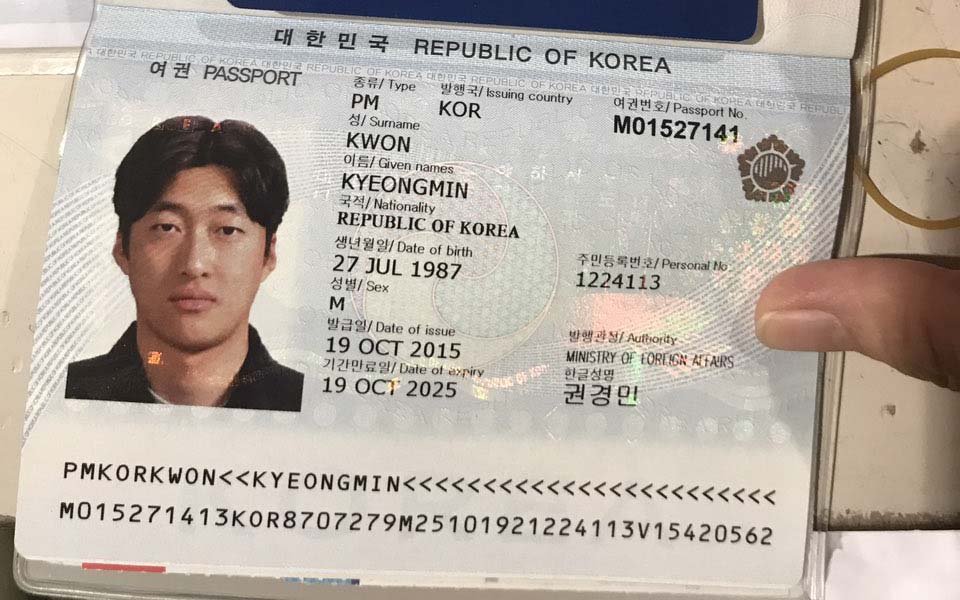 대한민국 REPUBLIC OF KOREA
여권 PASSPORT
종류/ Type
발행국/ Issuing country
여권번호/ Passport No.
PM
KOR
M01527141
성/ Surname
KWON
이름/ Given names
KYEONGMIN
국적/ Nationality
REPUBLIC OF KOREA
생년월일/ Date of birth
주민등록번호/ Personal No
27 JUL 1987
1224113
성별/ Sex
M
발급일/ Date of issue
발행관청/ Authority
19 OCT 2015
MINISTRY OF FOREIGN AFFAIRS
기간만료일/ Date of expiry
한글성명
19 OCT 2025
권경민
PMKORKWON<<KYEONGMIN<<<<<<<<<<<<<<<<<<<<<<<<
M015271413KOR8707279M25101921224113V15420562